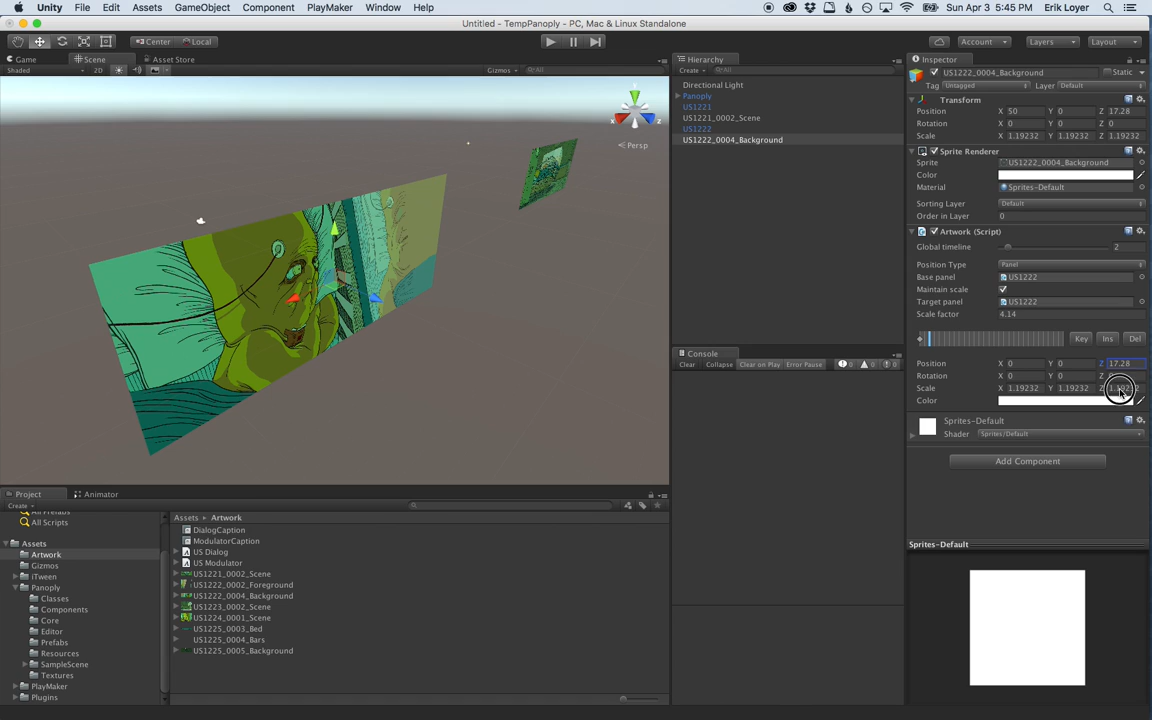 Unity File Edit Assets GameObject Component PlayMaker Window Help Sun Apr 3 5:45 PM Erik Loyer
Untitled - TempPanoply - PC, Mac & Linux Standalone
Center Local Account Layers Layout
Game Scene Asset Store
Shaded 2D Gizmos All
Persp
Hierarchy
Create All
Directional Light
Panoply
US1221
US1221_0002_Scene
US1222
US1222_0004_Background
Console
Clear Collapse Clear on Play Error Pause 0 0 0
Inspector
US1222_0004_Background Static
Tag Untagged Layer Default
Transform
Position X 50 Y 0 Z 17.28
Rotation X 0 Y 0 Z 0
Scale X 1.19232 Y 1.19232 Z 1.19232
Sprite Renderer
Sprite US1222_0004_Background
Color
Material Sprites-Default
Sorting Layer Default
Order in Layer 0
Artwork (Script)
Global timeline 2
Position Type Panel
Base panel US1222
Maintain scale
Target panel US1222
Scale factor 4.14
Key Ins Del
Position X 0 Y 0 Z 17.28
Rotation X 0 Y 0 Z
Scale X 1.19232 Y 1.19232 Z
Color
Sprites-Default
Shader Sprites/Default
Add Component
Sprites-Default
Project Animator
Create
All Prefabs
All Scripts
Assets
Artwork
Gizmos
iTween
Panoply
Classes
Components
Core
Editor
Prefabs
Resources
SampleScene
Textures
PlayMaker
Plugins
Assets Artwork
DialogCaption
ModulatorCaption
US Dialog
US Modulator
US1221_0002_Scene
US1222_0002_Foreground
US1222_0004_Background
US1223_0002_Scene
US1224_0001_Scene
US1225_0003_Bed
US1225_0004_Bars
US1225_0005_Background